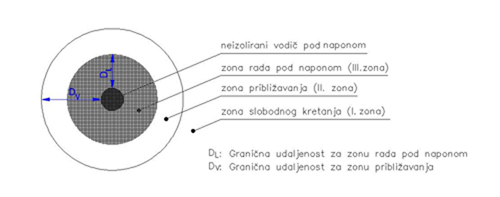 neizolirani vodič pod naponom
zona rada pod naponom (III.zona)
zona približavanja (II. zona)
zona slobodnog kretanja (I. zona)
DL
DV
DL: Granična udaljenost za zonu rada pod naponom
DV: Granična udaljenost za zonu približavanja